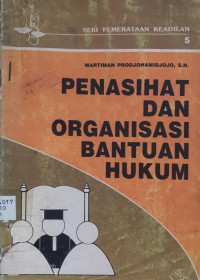 SERI PEMERATAAN KEADILAN
5
MARTIMAN PRODJOHAMIDJOJO, S.H.
PENASIHAT
DAN
ORGANISASI
BANTUAN
HUKUM